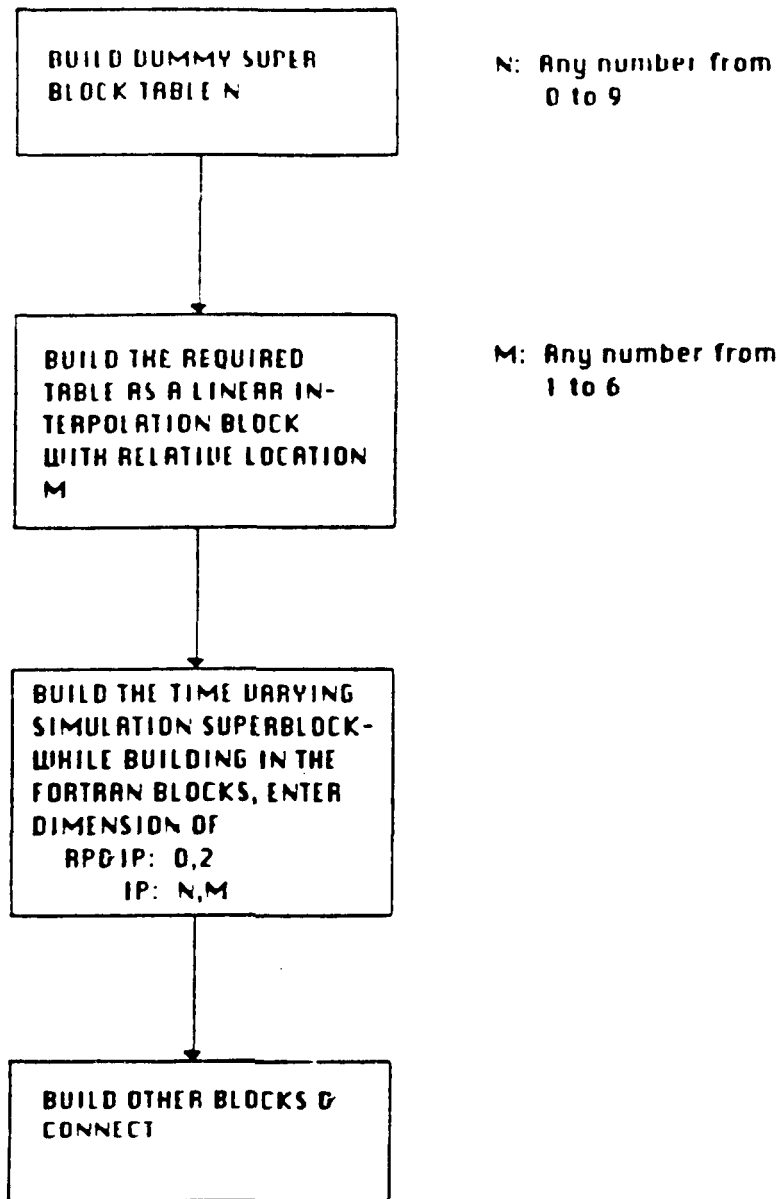 BUILD DUMMY SUPER
BLOCK TABLE N
N: Any number from
0 to 9
BUILD THE REQUIRED
TABLE AS A LINEAR IN-
TERPOLATION BLOCK
WITH RELATIVE LOCATION
M
M: Any number from
1 to 6
BUILD THE TIME VARYING
SIMULATION SUPERBLOCK-
WHILE BUILDING IN THE
FORTRAN BLOCKS, ENTER
DIMENSION OF
RP&IP: 0,2
IP: N,M
BUILD OTHER BLOCKS &
CONNECT